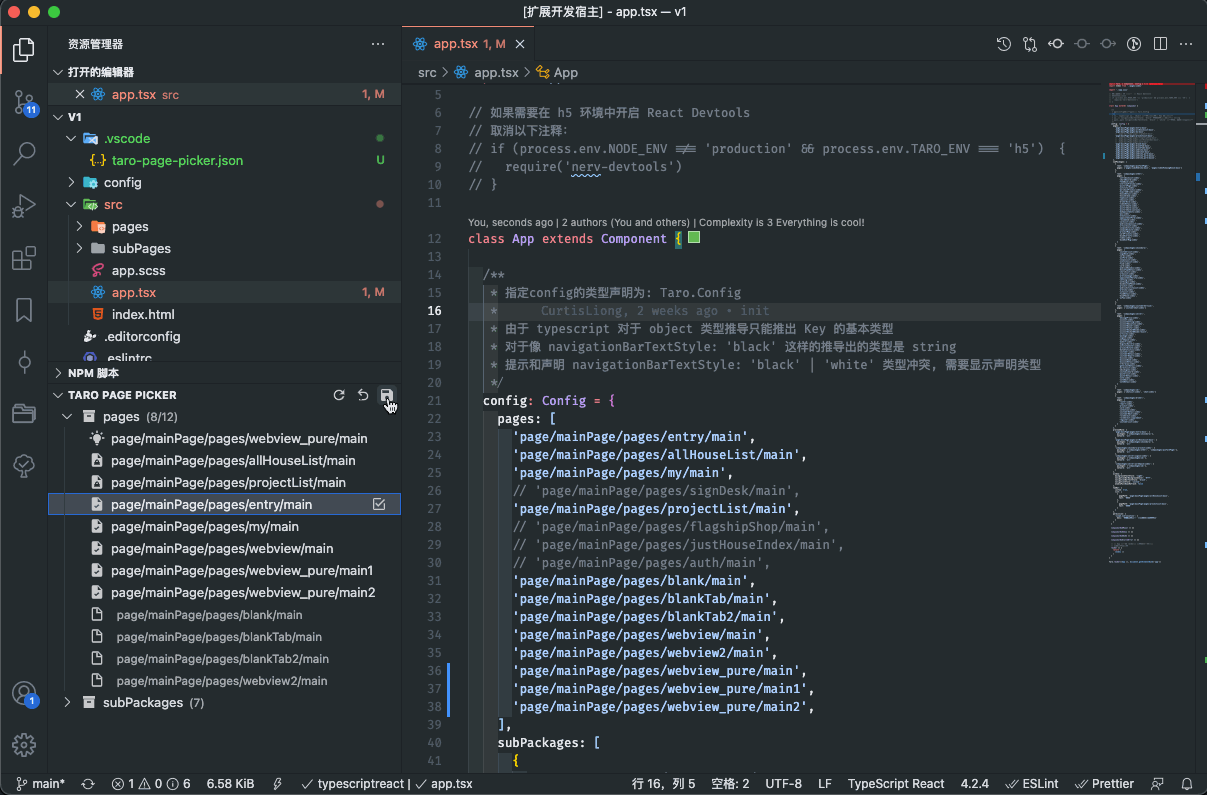 [扩展开发宿主] - app.tsx — v1
资源管理器
打开的编辑器
app.tsx src 1, M
V1
.vscode
{..} taro-page-picker.json U
config
src
pages
subPages
app.scss
app.tsx 1, M
index.html
.editorconfig
.eslintrc
NPM 脚本
TARO PAGE PICKER
pages (8/12)
page/mainPage/pages/webview_pure/main
page/mainPage/pages/allHouseList/main
page/mainPage/pages/projectList/main
page/mainPage/pages/entry/main
page/mainPage/pages/my/main
page/mainPage/pages/webview/main
page/mainPage/pages/webview_pure/main1
page/mainPage/pages/webview_pure/main2
page/mainPage/pages/blank/main
page/mainPage/pages/blankTab/main
page/mainPage/pages/blankTab2/main
page/mainPage/pages/webview2/main
subPackages (7)
11
1
app.tsx 1, M
src > app.tsx > App
5
6 // 如果需要在 h5 环境中开启 React Devtools
7 // 取消以下注释：
8 // if (process.env.NODE_ENV !== 'production' && process.env.TARO_ENV === 'h5') {
9 // require('nerv-devtools')
10 // }
11
You, seconds ago | 2 authors (You and others) | Complexity is 3 Everything is cool!
12 class App extends Component {
13
14 /**
15 * 指定config的类型声明为: Taro.Config
16 * CurtisLiong, 2 weeks ago • init
17 * 由于 typescript 对于 object 类型推导只能推出 Key 的基本类型
18 * 对于像 navigationBarTextStyle: 'black' 这样的推导出的类型是 string
19 * 提示和声明 navigationBarTextStyle: 'black' | 'white' 类型冲突, 需要显示声明类型
20 */
21 config: Config = {
22 pages: [
23 'page/mainPage/pages/entry/main',
24 'page/mainPage/pages/allHouseList/main',
25 'page/mainPage/pages/my/main',
26 // 'page/mainPage/pages/signDesk/main',
27 'page/mainPage/pages/projectList/main',
28 // 'page/mainPage/pages/flagshipShop/main',
29 // 'page/mainPage/pages/justHouseIndex/main',
30 // 'page/mainPage/pages/auth/main',
31 'page/mainPage/pages/blank/main',
32 'page/mainPage/pages/blankTab/main',
33 'page/mainPage/pages/blankTab2/main',
34 'page/mainPage/pages/webview/main',
35 'page/mainPage/pages/webview2/main',
36 'page/mainPage/pages/webview_pure/main',
37 'page/mainPage/pages/webview_pure/main1',
38 'page/mainPage/pages/webview_pure/main2',
39 ],
40 subPackages: [
41 {
main* 1 0 6 6.58 KiB typescriptreact | app.tsx 行 16，列 5 空格: 2 UTF-8 LF TypeScript React 4.2.4 ESLint Prettier